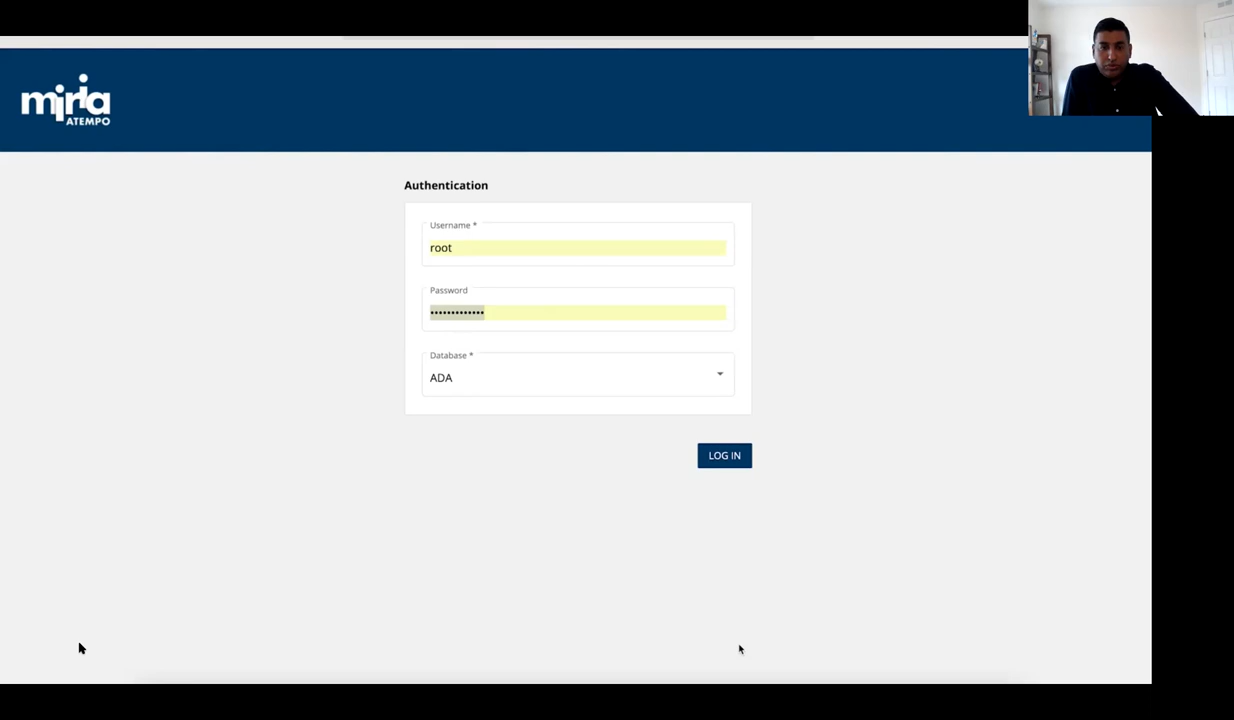 miria
ATEMPO
Authentication
Username *
root
Password
•••••••••••••
Database *
ADA
LOG IN